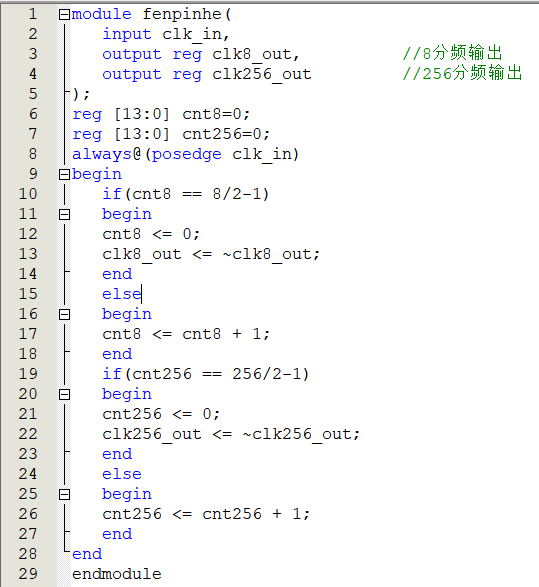 1 module fenpinhe(
2 input clk_in,
3 output reg clk8_out, //8分频输出
4 output reg clk256_out //256分频输出
5 );
6 reg [13:0] cnt8=0;
7 reg [13:0] cnt256=0;
8 always@(posedge clk_in)
9 begin
10 if(cnt8 == 8/2-1)
11 begin
12 cnt8 <= 0;
13 clk8_out <= ~clk8_out;
14 end
15 else
16 begin
17 cnt8 <= cnt8 + 1;
18 end
19 if(cnt256 == 256/2-1)
20 begin
21 cnt256 <= 0;
22 clk256_out <= ~clk256_out;
23 end
24 else
25 begin
26 cnt256 <= cnt256 + 1;
27 end
28 end
29 endmodule